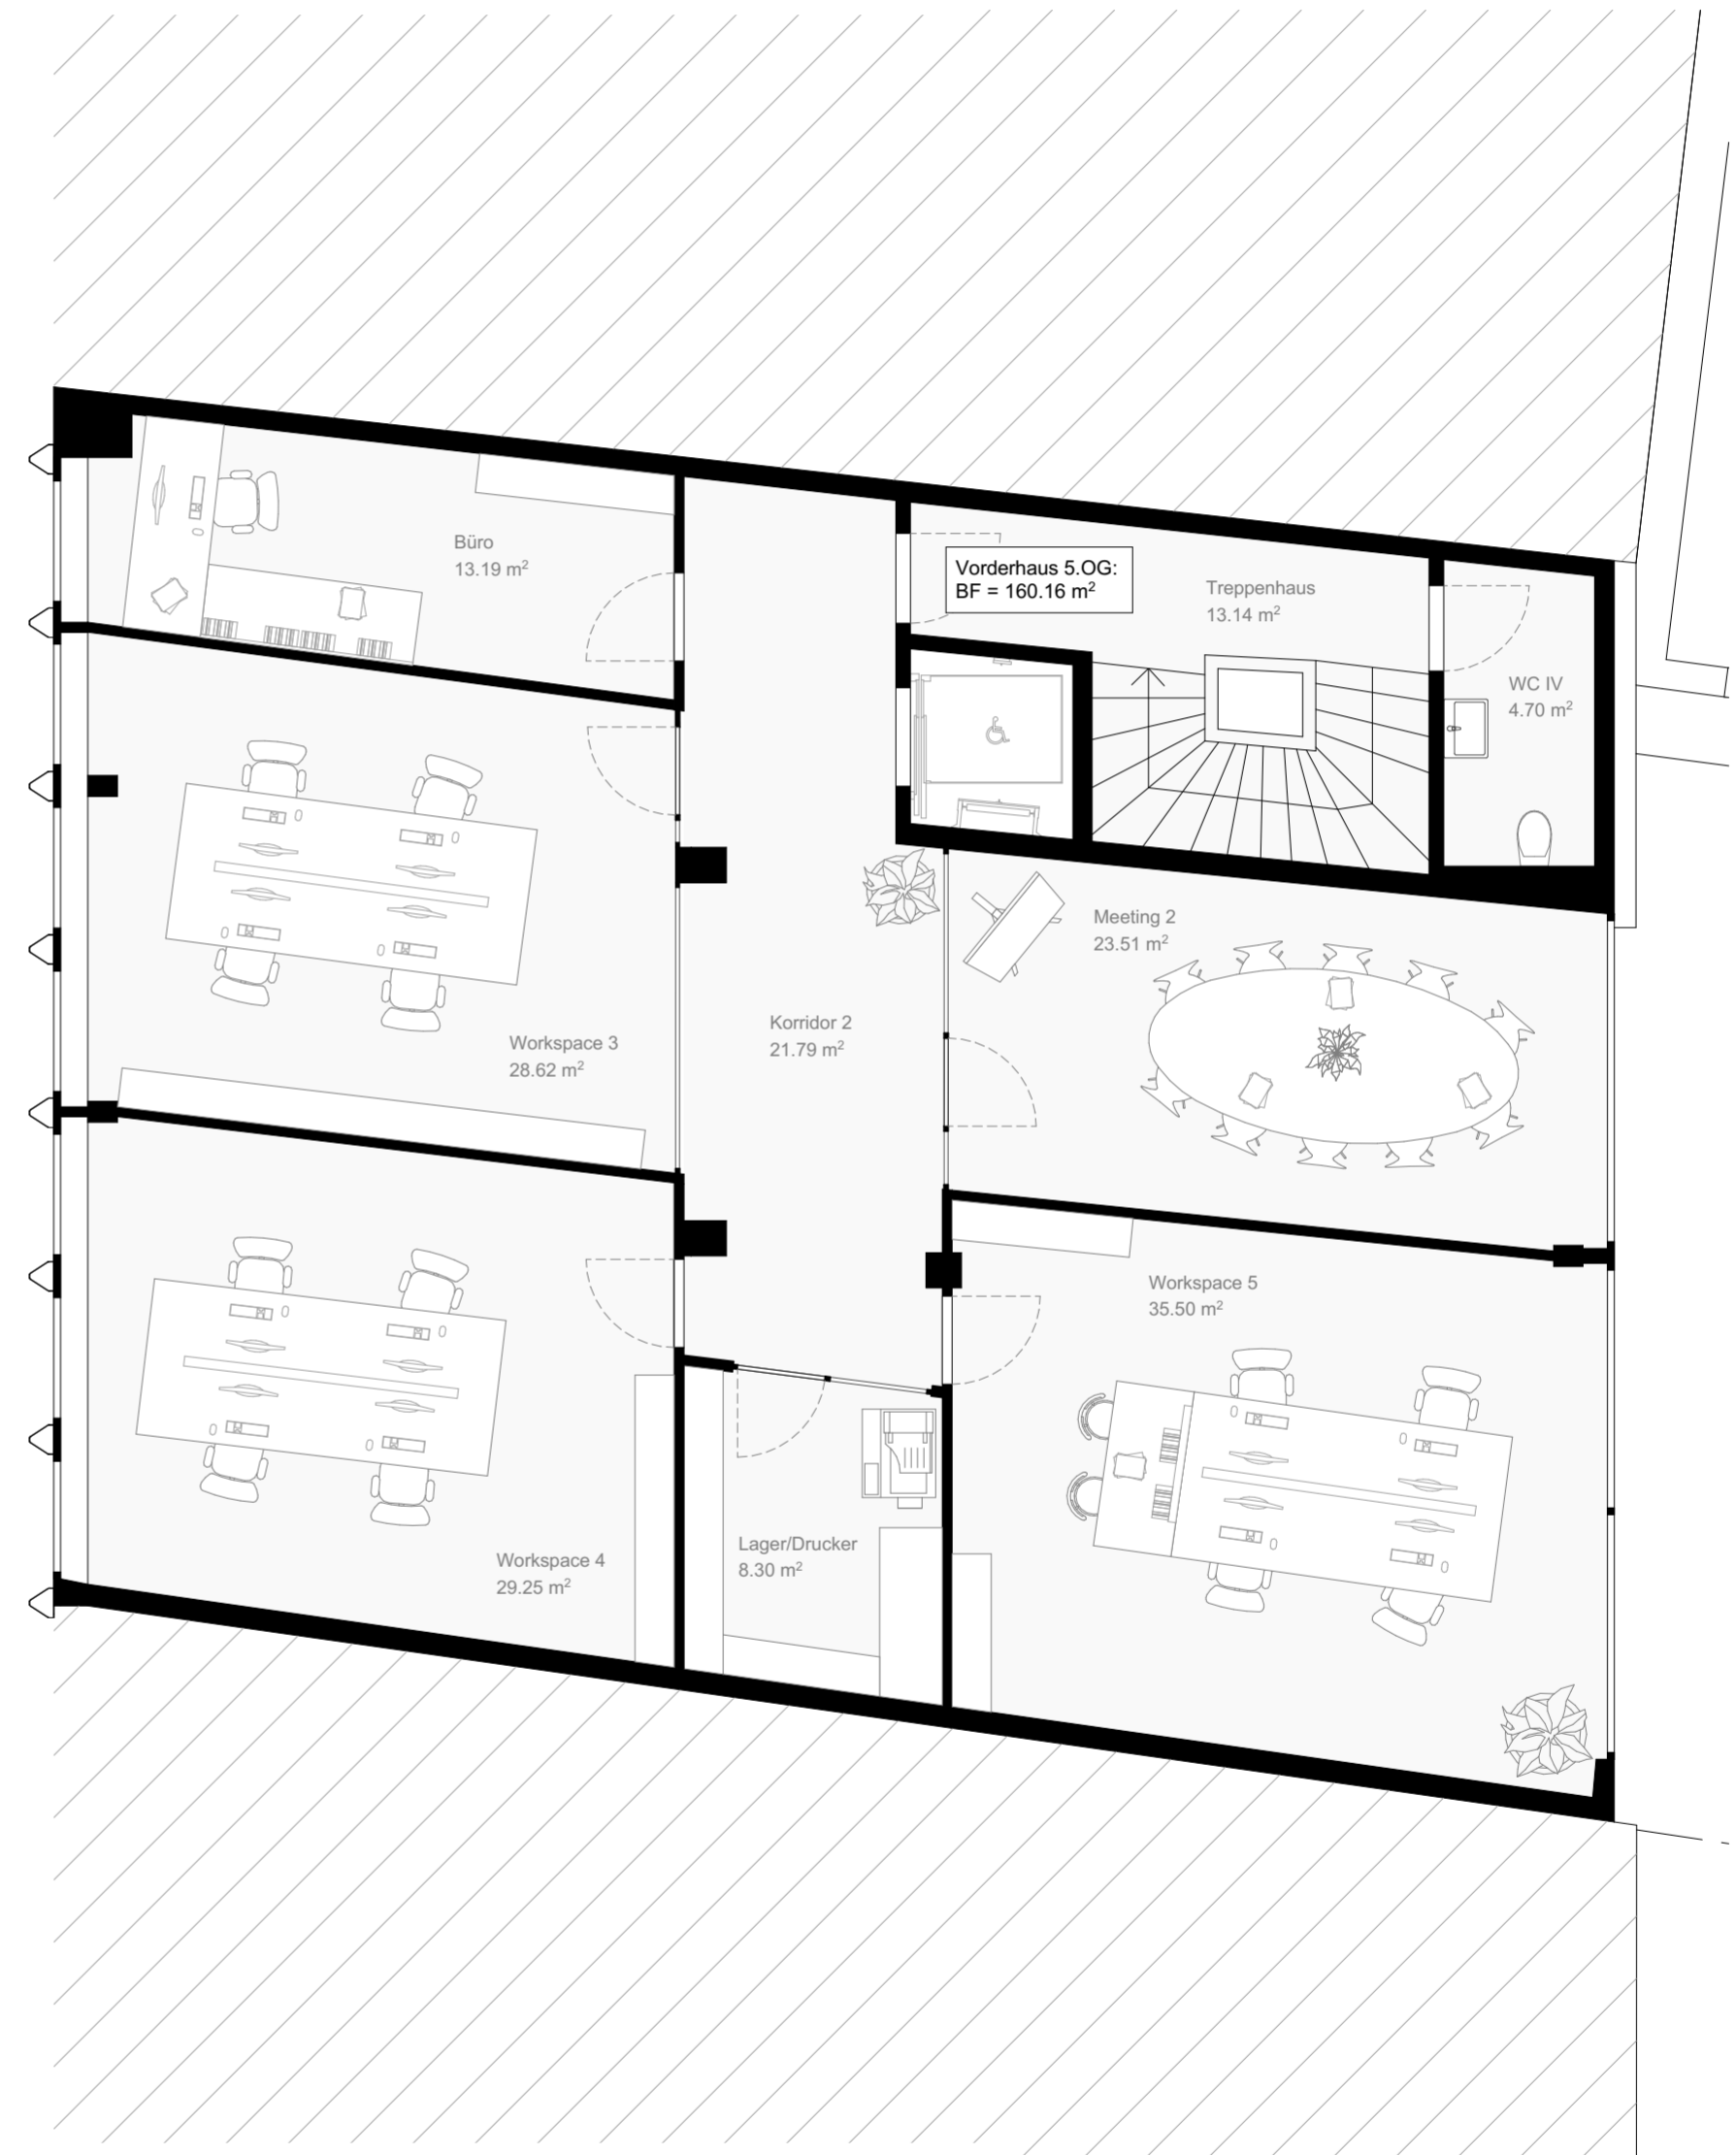 Büro
13.19 m²
Vorderhaus 5.OG:
BF = 160.16 m²
Treppenhaus
13.14 m²
WC IV
4.70 m²
Meeting 2
23.51 m²
Korridor 2
21.79 m²
Workspace 3
28.62 m²
Workspace 5
35.50 m²
Lager/Drucker
8.30 m²
Workspace 4
29.25 m²